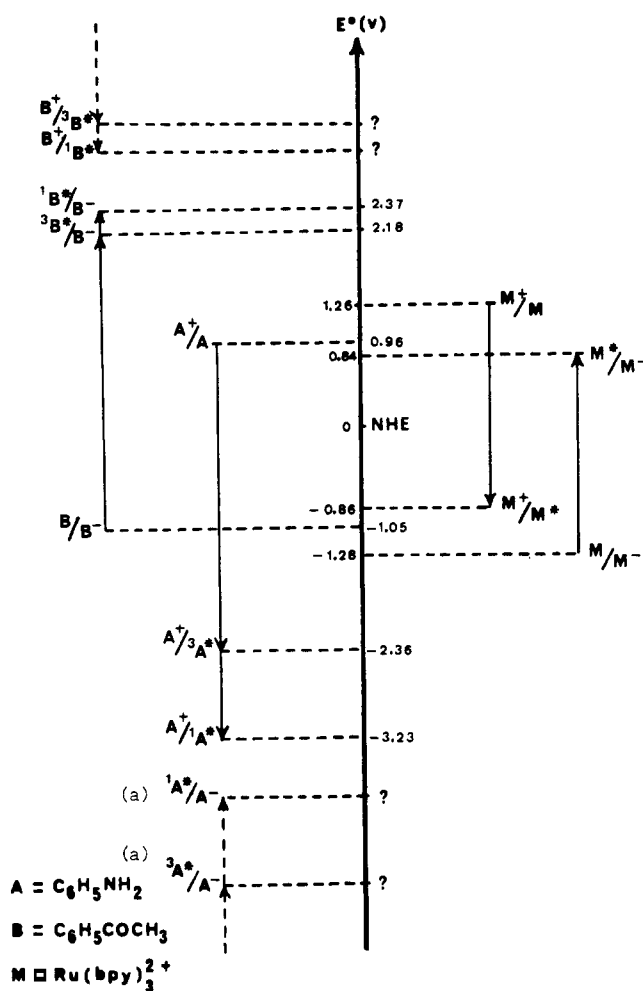 E°(v)
B⁺/³B*
?
B⁺/¹B*
?
¹B*/B⁻
2.37
³B*/B⁻
2.18
1.26
M⁺/M
A⁺/A
0.96
0.84
M*/M⁻
0
NHE
-0.86
M⁺/M*
B/B⁻
-1.05
-1.28
M/M⁻
A⁺/³A*
-2.36
A⁺/¹A*
-3.23
(a)
¹A*/A⁻
?
(a)
³A*/A⁻
?
A = C₆H₅NH₂
B = C₆H₅COCH₃
M = Ru(bpy)₃²⁺